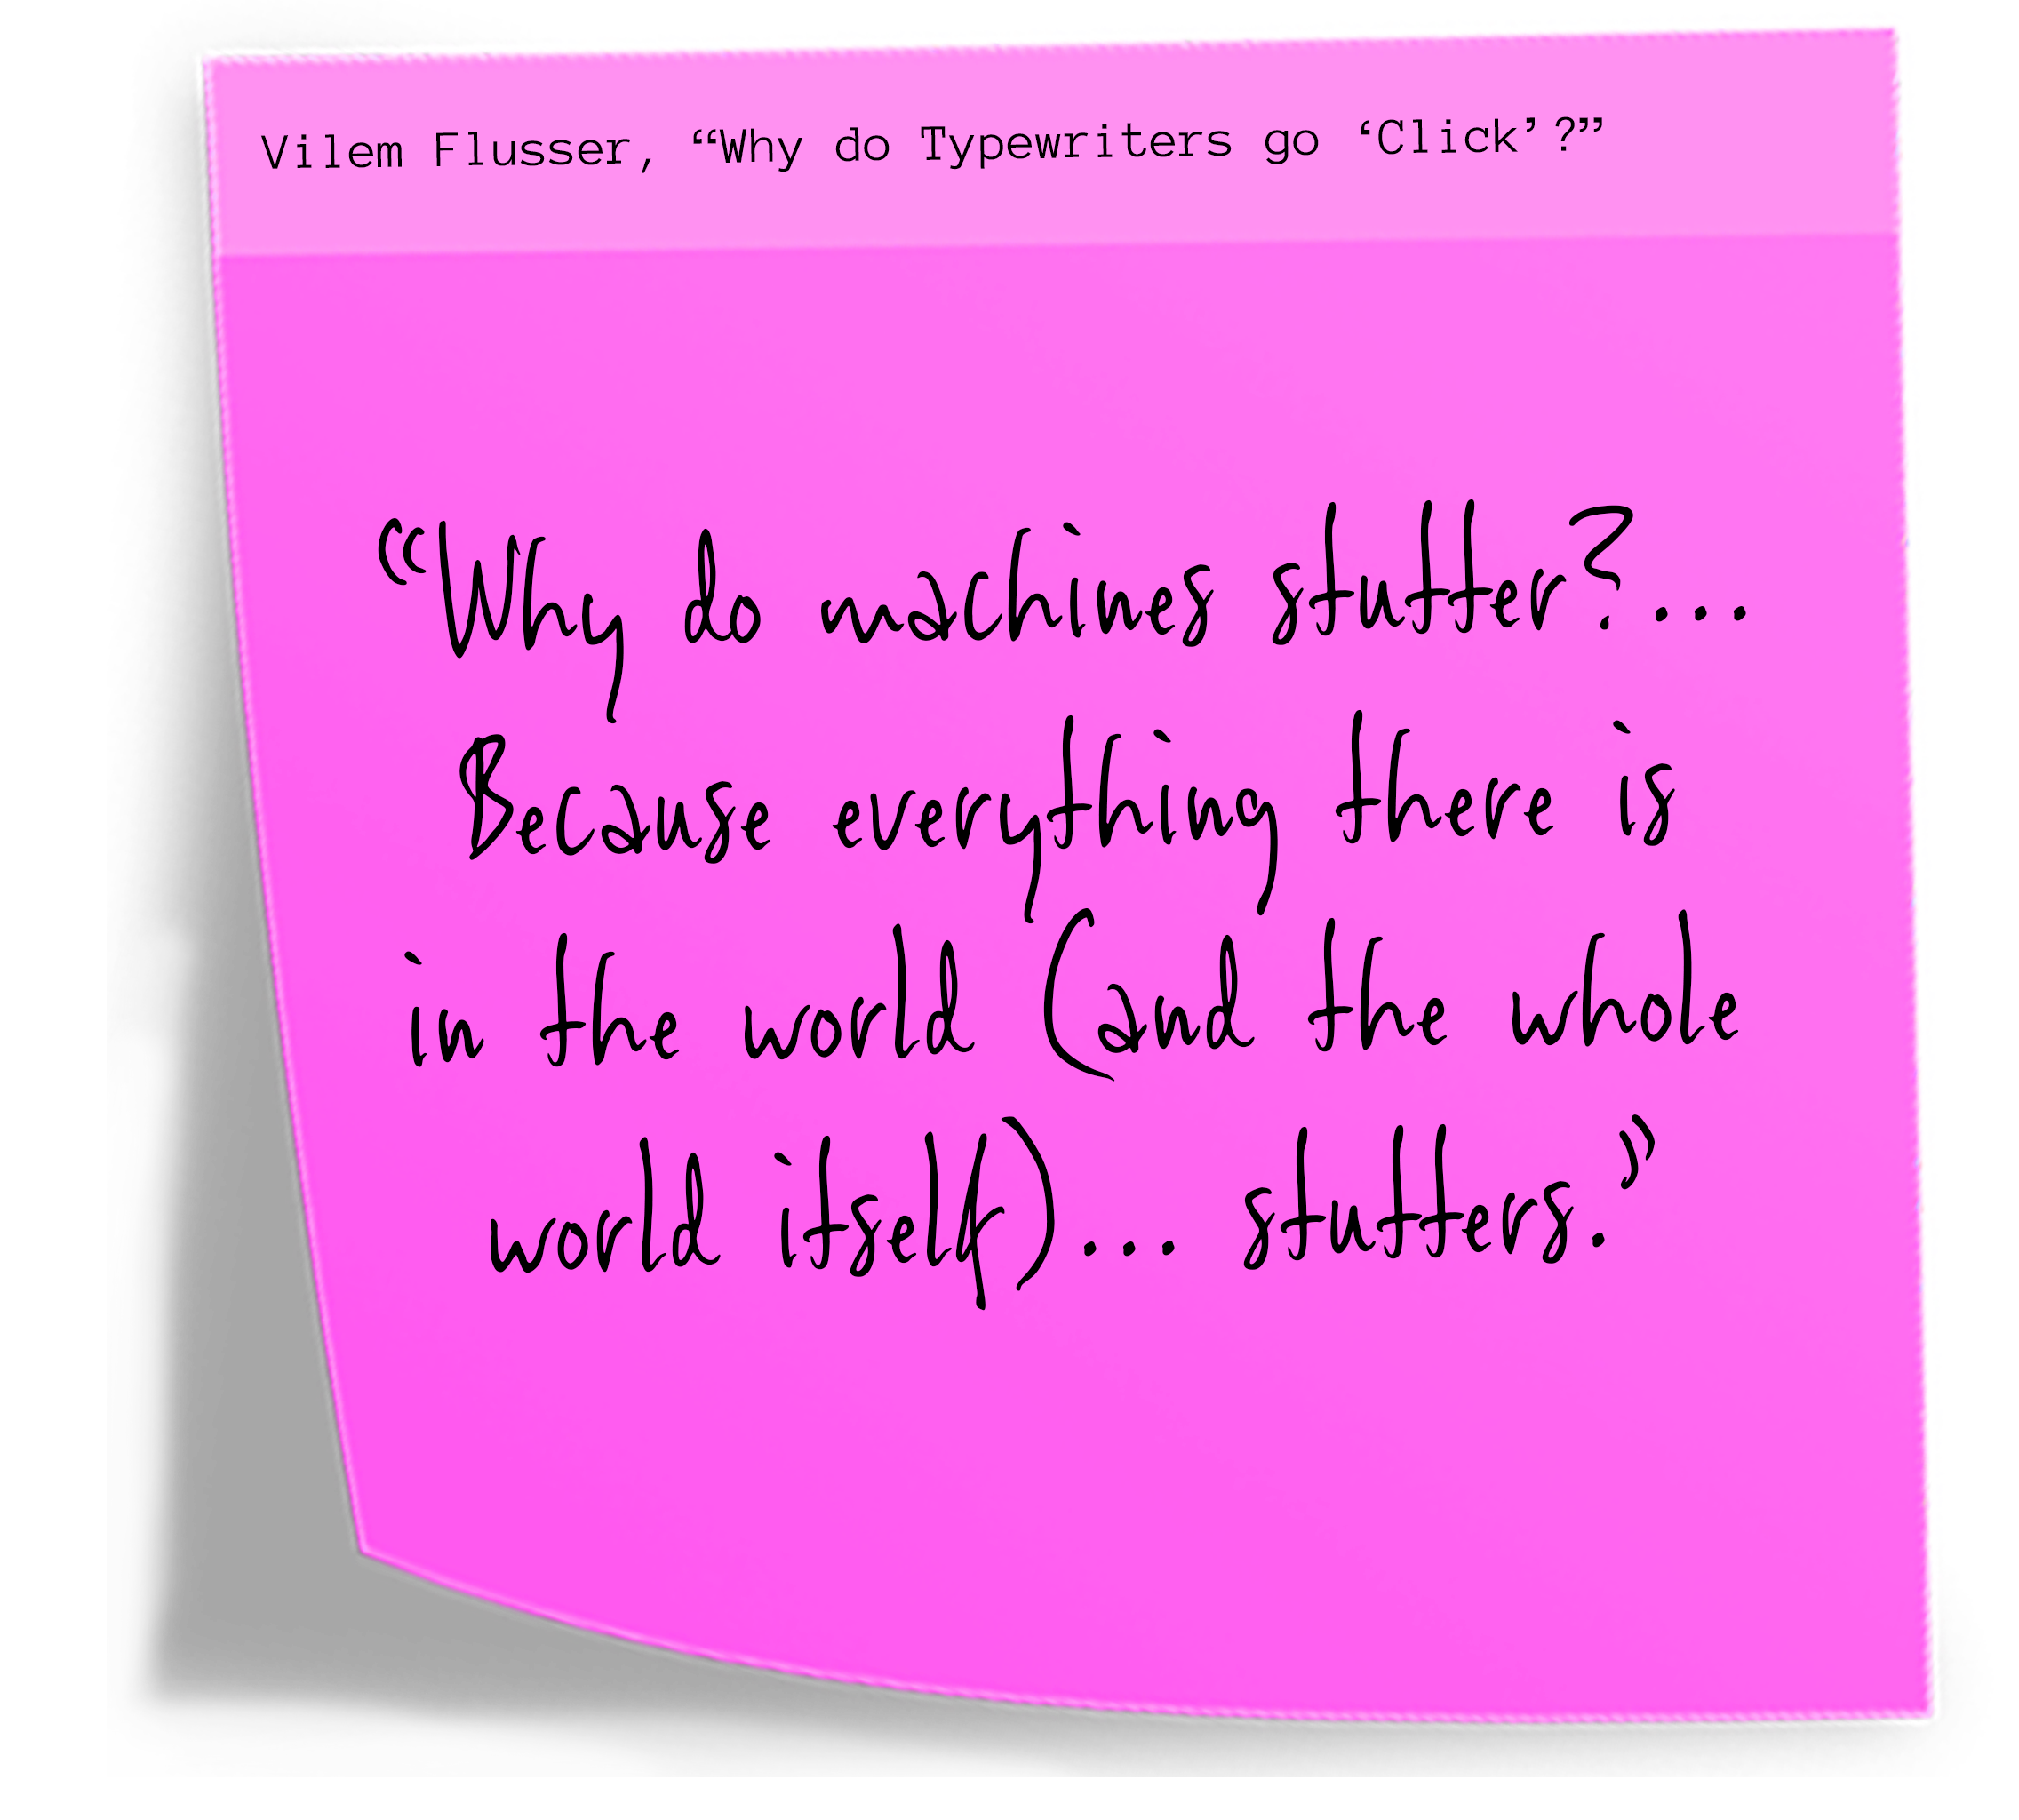 Vilem Flusser, “Why do Typewriters go ‘Click’?”
“Why do machines stutter?...
Because everything there is
in the world (and the whole
world itself)... stutters.”